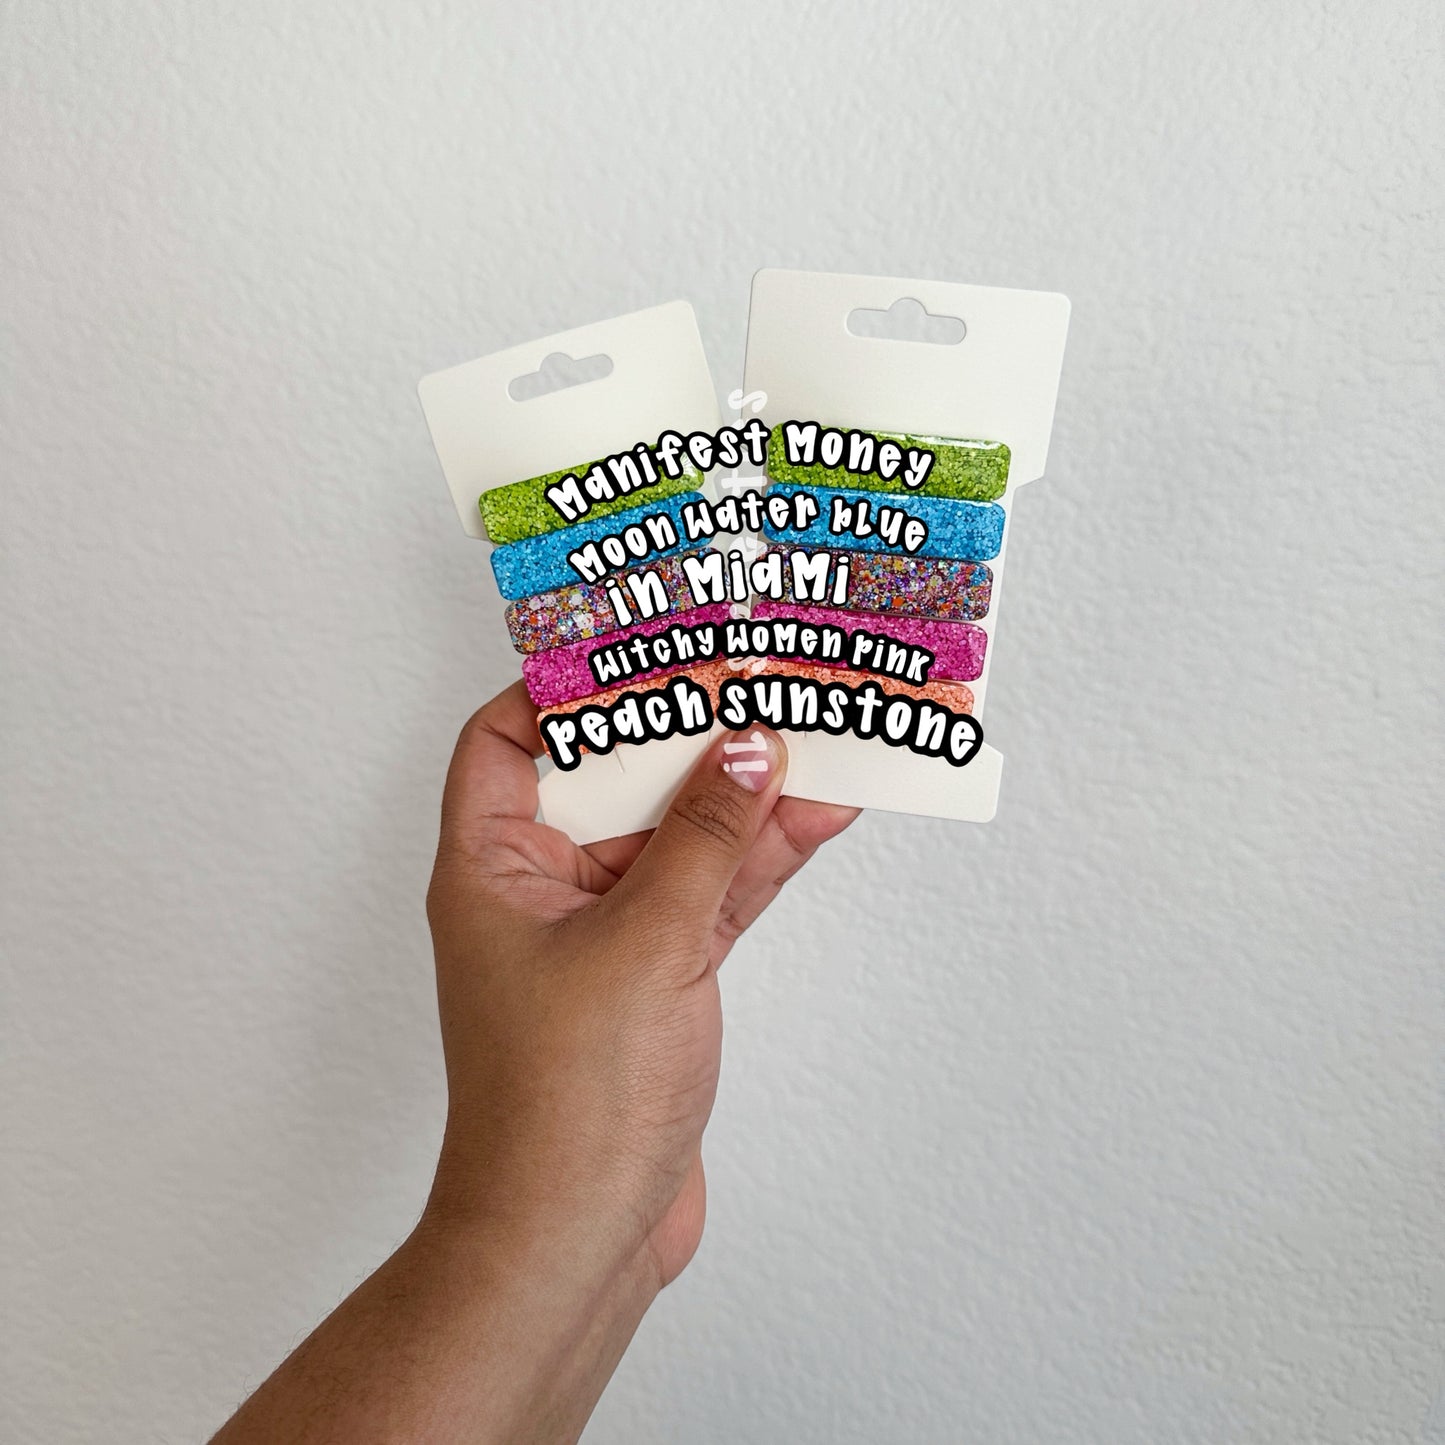 Manifest Money
Moon Water Blue
in Miami
Witchy Women Pink
Peach Sunstone